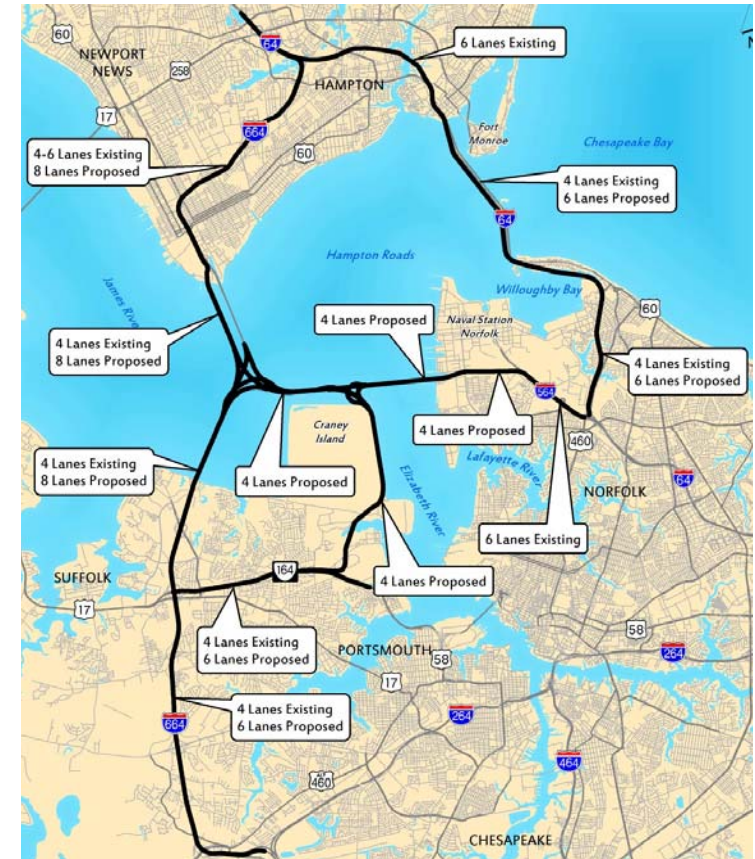 60
64
6 Lanes Existing
NEWPORT
NEWS
258
HAMPTON
17
664
60
Fort
Monroe
Chesapeake Bay
4-6 Lanes Existing
8 Lanes Proposed
4 Lanes Existing
6 Lanes Proposed
64
Hampton Roads
James River
Willoughby Bay
60
4 Lanes Proposed
Naval Station
Norfolk
4 Lanes Existing
8 Lanes Proposed
4 Lanes Existing
6 Lanes Proposed
564
4 Lanes Proposed
460
Craney
Island
4 Lanes Existing
8 Lanes Proposed
4 Lanes Proposed
Lafayette River
Elizabeth River
64
NORFOLK
6 Lanes Existing
164
4 Lanes Proposed
SUFFOLK
17
58
4 Lanes Existing
6 Lanes Proposed
PORTSMOUTH
58
264
17
4 Lanes Existing
6 Lanes Proposed
664
264
464
460
CHESAPEAKE